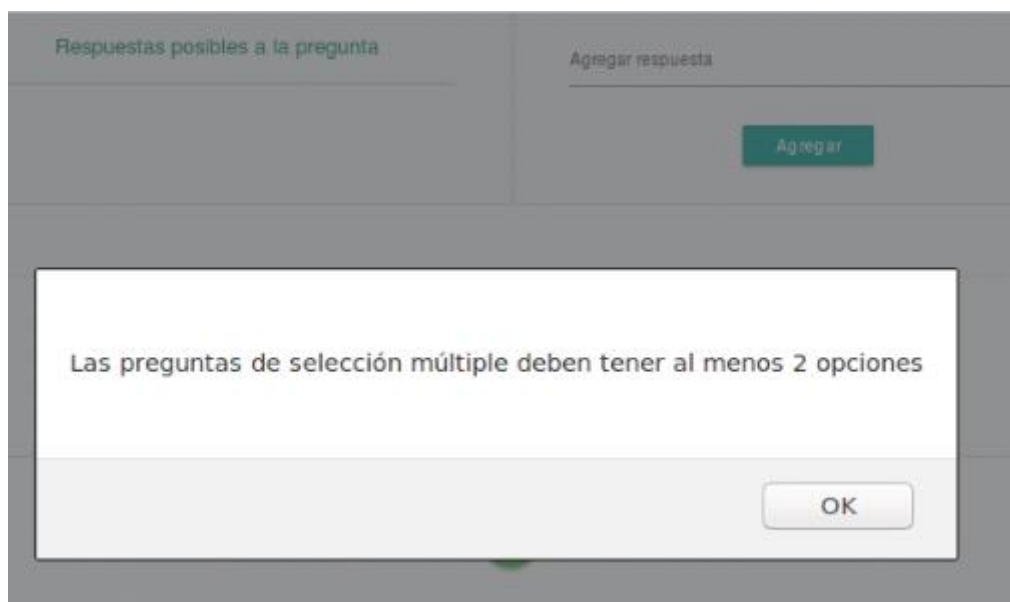 Respuestas posibles a la pregunta
Agregar respuesta
Agregar
Las preguntas de selección múltiple deben tener al menos 2 opciones
OK